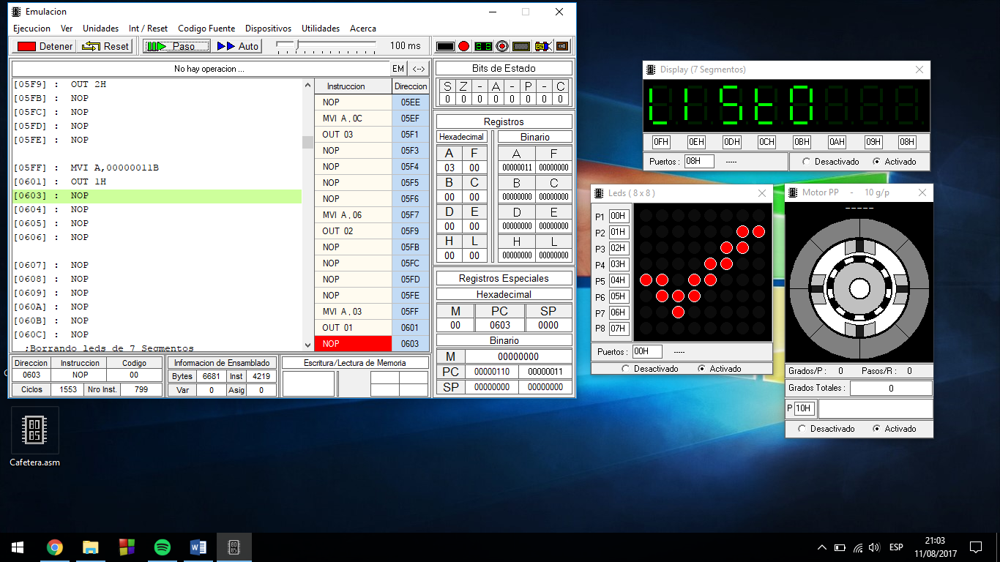 Emulacion
Ejecucion Ver Unidades Int / Reset Codigo Fuente Dispositivos Utilidades Acerca
Detener Reset Paso Auto 100 ms
No hay operacion ... EM <-->
[05F9] : OUT 2H
[05FB] : NOP
[05FC] : NOP
[05FD] : NOP
[05FE] : NOP
[05FF] : MVI A,00000011B
[0601] : OUT 1H
[0603] : NOP
[0604] : NOP
[0605] : NOP
[0606] : NOP
[0607] : NOP
[0608] : NOP
[0609] : NOP
[060A] : NOP
[060B] : NOP
[060C] : NOP
;Borrando leds de 7 Segmentos
Instruccion Direccion
NOP 05EE
MVI A,0C 05EF
OUT 03 05F1
NOP 05F3
NOP 05F4
NOP 05F5
NOP 05F6
MVI A,06 05F7
OUT 02 05F9
NOP 05FB
NOP 05FC
NOP 05FD
NOP 05FE
MVI A,03 05FF
OUT 01 0601
NOP 0603
Bits de Estado
S Z - A - P - C
0 0 0 0 0 0 0 0
Registros
Hexadecimal Binario
A F A F
03 00 00000011 00000000
B C B C
00 00 00000000 00000000
D E D E
00 00 00000000 00000000
H L H L
00 00 00000000 00000000
Registros Especiales
Hexadecimal
M PC SP
00 0603 0000
Binario
M 00000000
PC 00000110 00000011
SP 00000000 00000000
Direccion Instruccion Codigo
0603 NOP 00
Ciclos 1553 Nro Inst. 799
Informacion de Ensamblado
Bytes 6681 Inst 4219
Var 0 Asig 0
Escritura/Lectura de Memoria
Display (7 Segmentos)
LISTO
0FH 0EH 0DH 0CH 0BH 0AH 09H 08H
Puertos : 08H ----- Desactivado Activado
Leds ( 8 x 8 )
P1 00H
P2 01H
P3 02H
P4 03H
P5 04H
P6 05H
P7 06H
P8 07H
Puertos : 00H -----
Desactivado Activado
Motor PP - 10 g/p
-----
Grados/P : 0 Pasos/R : 0
Grados Totales : 0
P 10H
Desactivado Activado
80
85
Cafetera.asm
ESP
21:03
11/08/2017